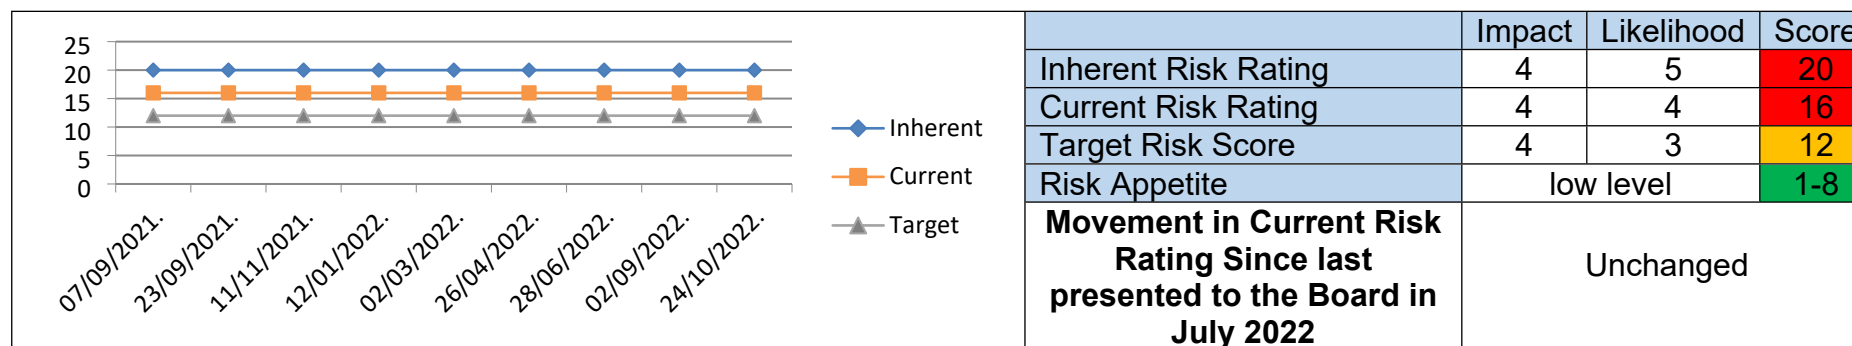 25
20
15
10
5
0
07/09/2021.
23/09/2021.
11/11/2021.
12/01/2022.
02/03/2022.
26/04/2022.
28/06/2022.
02/09/2022.
24/10/2022.
Inherent
Current
Target
Impact Likelihood Score
Inherent Risk Rating 4 5 20
Current Risk Rating 4 4 16
Target Risk Score 4 3 12
Risk Appetite low level 1-8
Movement in Current Risk
Rating Since last
presented to the Board in
July 2022
Unchanged